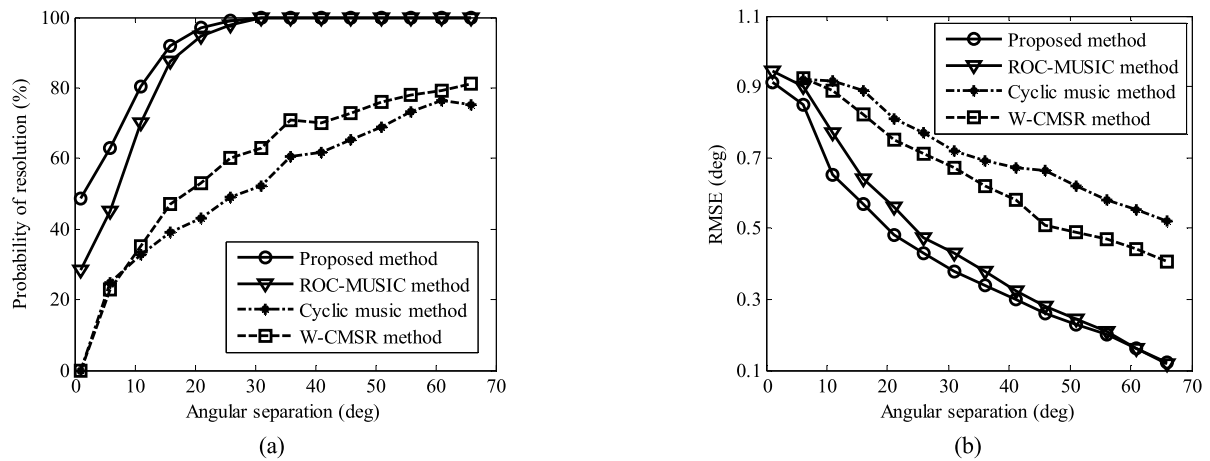 100
80
60
40
20
0
Probability of resolution (%)
Proposed method
ROC-MUSIC method
Cyclic music method
W-CMSR method
0 10 20 30 40 50 60 70
Angular separation (deg)
(a)
1.1
0.9
0.7
0.5
0.3
0.1
RMSE (deg)
Proposed method
ROC-MUSIC method
Cyclic music method
W-CMSR method
0 10 20 30 40 50 60 70
Angular separation (deg)
(b)